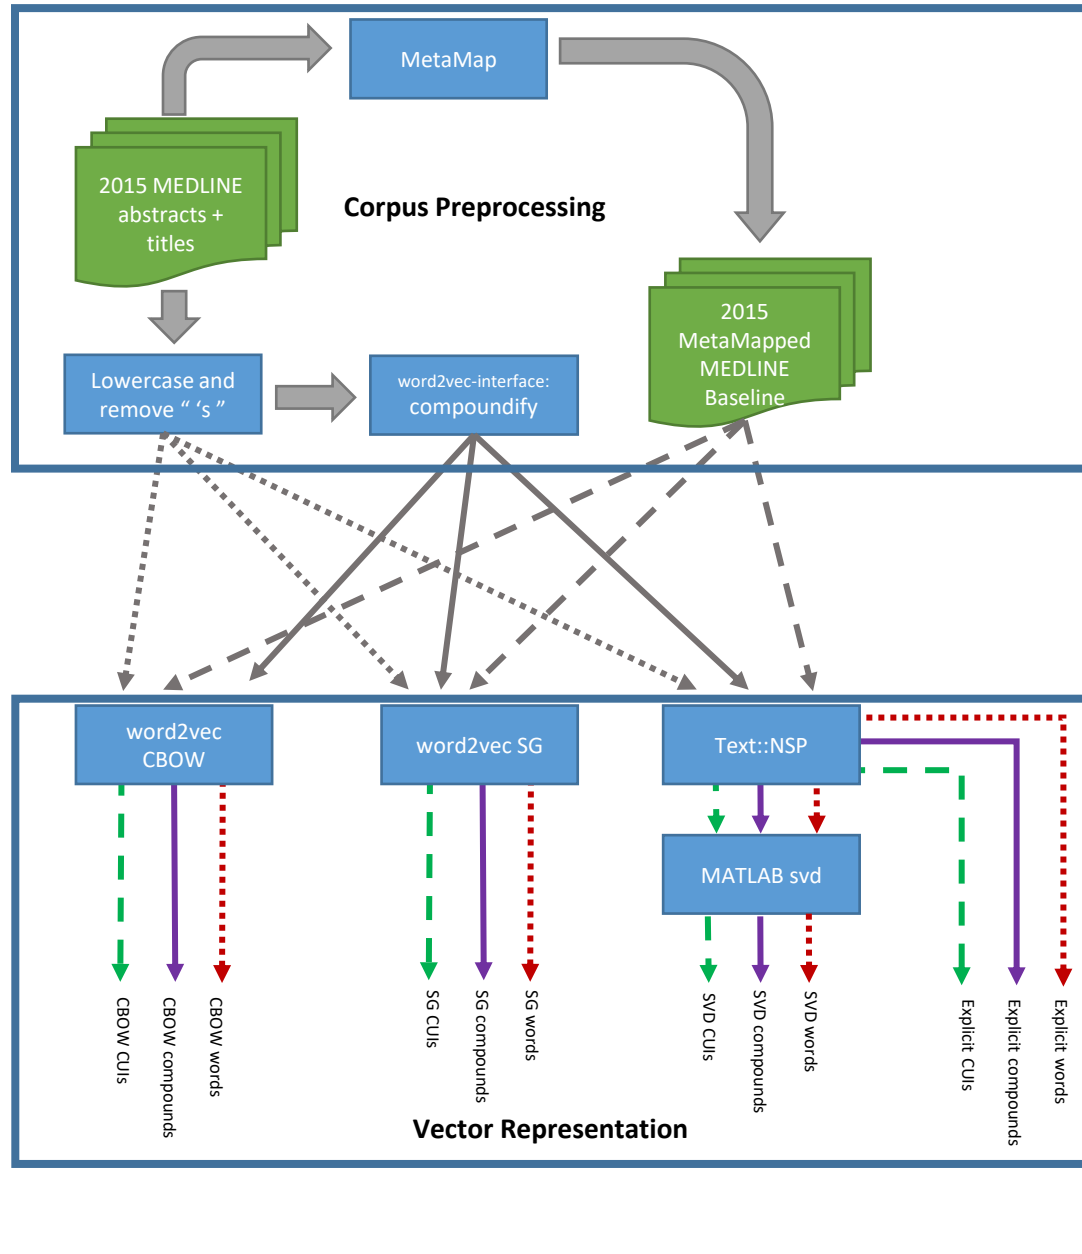 MetaMap
2015 MEDLINE
abstracts +
titles
Corpus Preprocessing
2015
MetaMapped
MEDLINE
Baseline
Lowercase and
remove “ ‘s ”
word2vec-interface:
compoundify
word2vec
CBOW
word2vec SG
Text::NSP
MATLAB svd
CBOW CUIs
CBOW compounds
CBOW words
SG CUIs
SG compounds
SG words
SVD CUIs
SVD compounds
SVD words
Explicit CUIs
Explicit compounds
Explicit words
Vector Representation